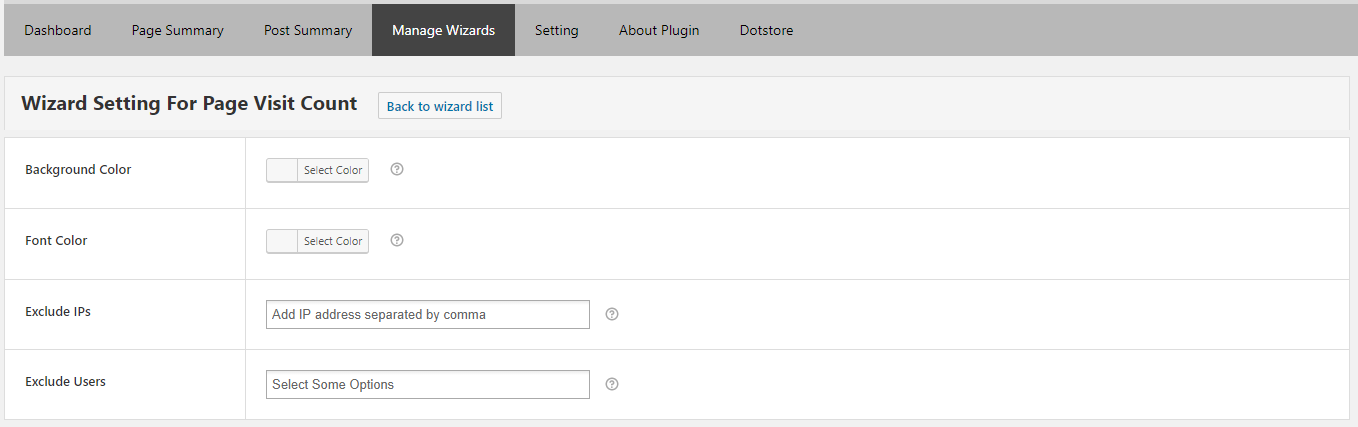 Dashboard Page Summary Post Summary Manage Wizards Setting About Plugin Dotstore
Wizard Setting For Page Visit Count Back to wizard list
Background Color Select Color ?
Font Color Select Color ?
Exclude IPs Add IP address separated by comma ?
Exclude Users Select Some Options ?